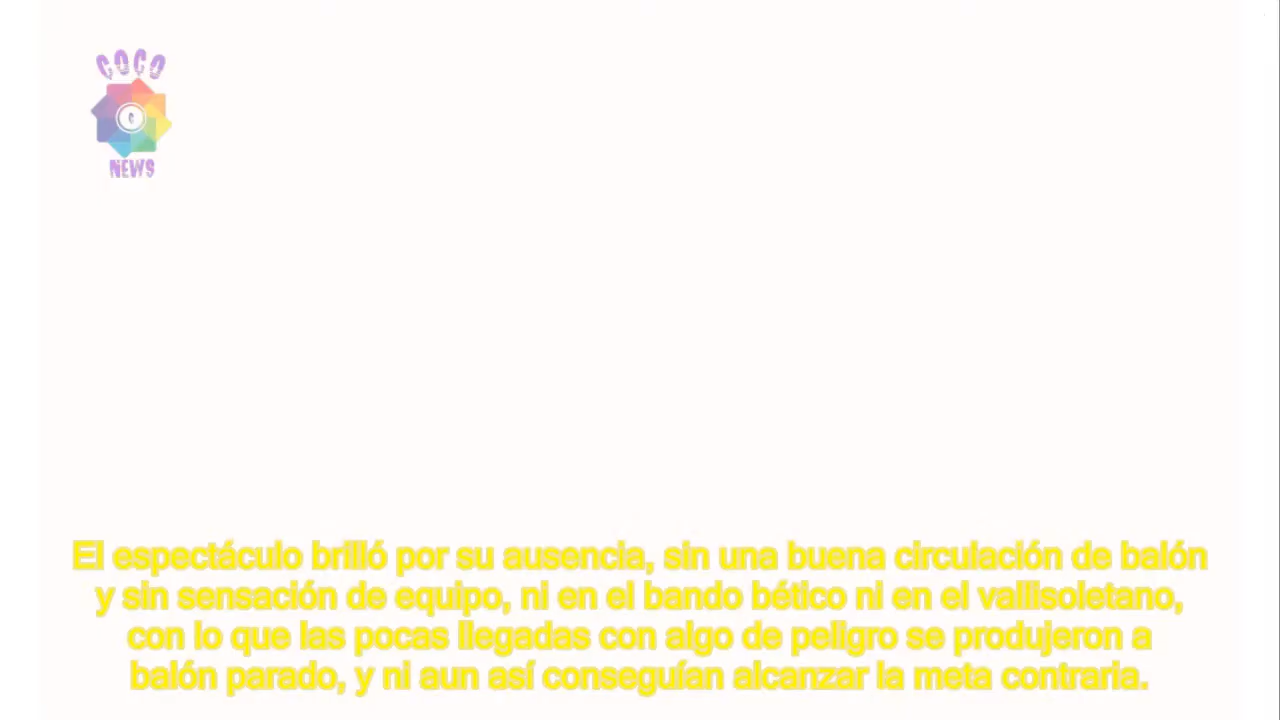 COCO
NEWS
El espectáculo brilló por su ausencia, sin una buena circulación de balón
y sin sensación de equipo, ni en el bando bético ni en el vallisoletano,
con lo que las pocas llegadas con algo de peligro se produjeron a
balón parado, y ni aun así conseguían alcanzar la meta contraria.